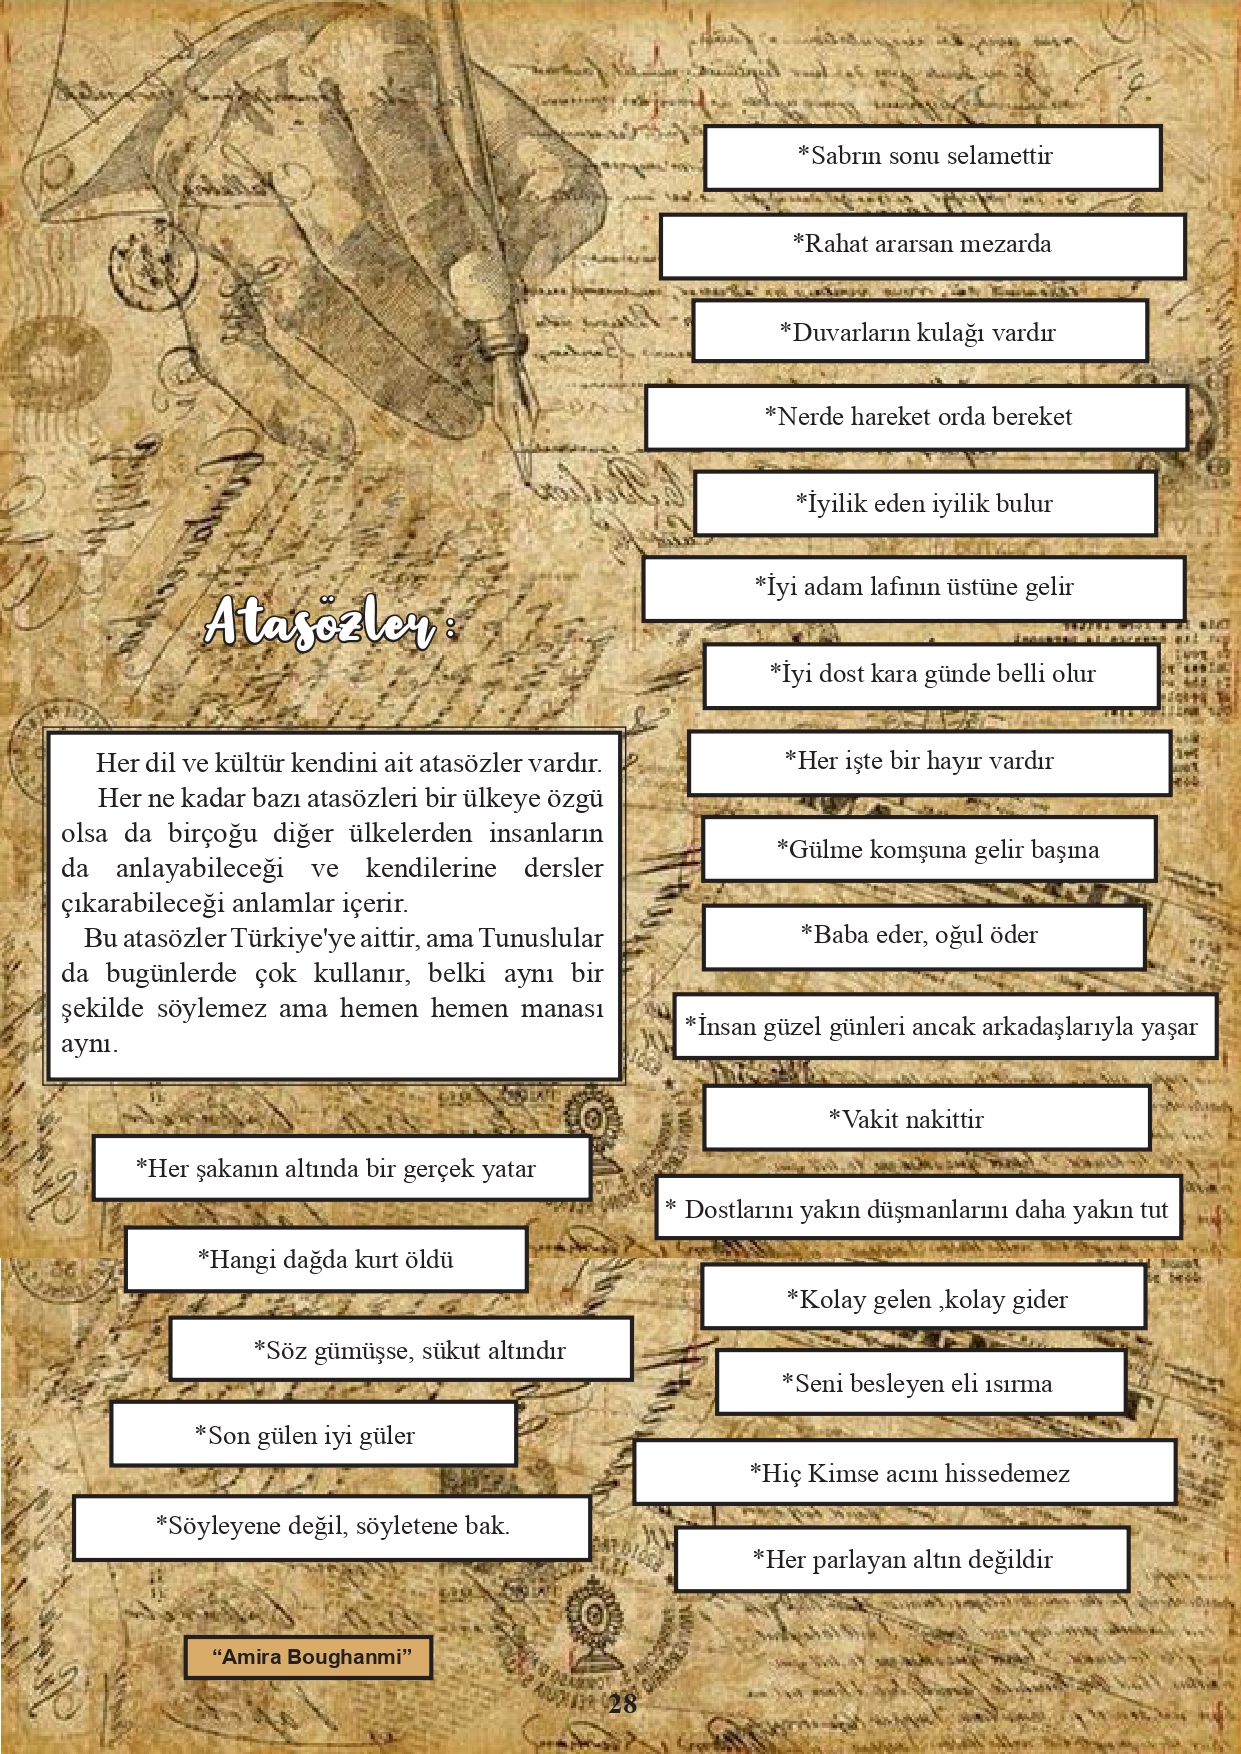 Atasözler :
Her dil ve kültür kendini ait atasözler vardır.
Her ne kadar bazı atasözleri bir ülkeye özgü
olsa da birçoğu diğer ülkelerden insanların
da anlayabileceği ve kendilerine dersler
çıkarabileceği anlamlar içerir.
Bu atasözler Türkiye'ye aittir, ama Tunuslular
da bugünlerde çok kullanır, belki aynı bir
şekilde söylemez ama hemen hemen manası
aynı.
*Her şakanın altında bir gerçek yatar
*Hangi dağda kurt öldü
*Söz gümüşse, sükut altındır
*Son gülen iyi güler
*Söyleyene değil, söyletene bak.
*Sabrın sonu selamettir
*Rahat ararsan mezarda
*Duvarların kulağı vardır
*Nerde hareket orda bereket
*İyilik eden iyilik bulur
*İyi adam lafının üstüne gelir
*İyi dost kara günde belli olur
*Her işte bir hayır vardır
*Gülme komşuna gelir başına
*Baba eder, oğul öder
*İnsan güzel günleri ancak arkadaşlarıyla yaşar
*Vakit nakittir
* Dostlarını yakın düşmanlarını daha yakın tut
*Kolay gelen ,kolay gider
*Seni besleyen eli ısırma
*Hiç Kimse acını hissedemez
*Her parlayan altın değildir
“Amira Boughanmi”
28